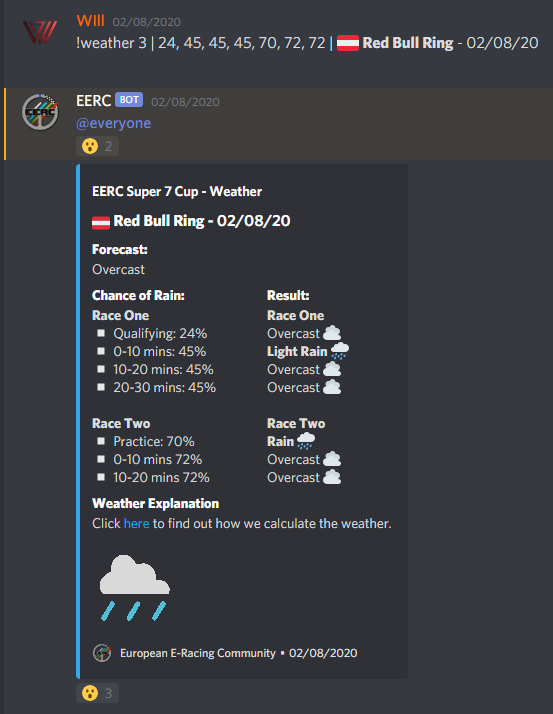 WIll 02/08/2020
!weather 3 | 24, 45, 45, 45, 70, 72, 72 | Red Bull Ring - 02/08/20
EERC
EERC BOT 02/08/2020
@everyone
2
EERC Super 7 Cup - Weather
Red Bull Ring - 02/08/20
Forecast:
Overcast
Chance of Rain: Result:
Race One Race One
Qualifying: 24% Overcast
0-10 mins: 45% Light Rain
10-20 mins: 45% Overcast
20-30 mins: 45% Overcast
Race Two Race Two
Practice: 70% Rain
0-10 mins 72% Overcast
10-20 mins 72% Overcast
Weather Explanation
Click here to find out how we calculate the weather.
European E-Racing Community • 02/08/2020
3